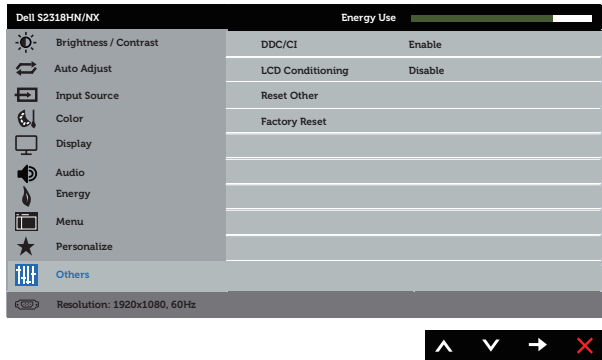 Dell S2318HN/NX Energy Use
Brightness / Contrast DDC/CI Enable
Auto Adjust LCD Conditioning Disable
Input Source Reset Other
Color Factory Reset
Display
Audio
Energy
Menu
Personalize
Others
Resolution: 1920x1080, 60Hz